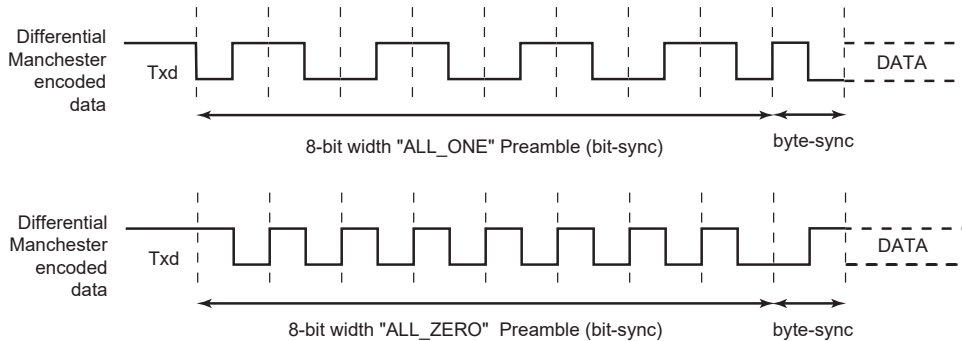 Differential
Manchester
encoded
data
Txd
DATA
8-bit width "ALL_ONE" Preamble (bit-sync)
byte-sync
Differential
Manchester
encoded
data
Txd
DATA
8-bit width "ALL_ZERO" Preamble (bit-sync)
byte-sync